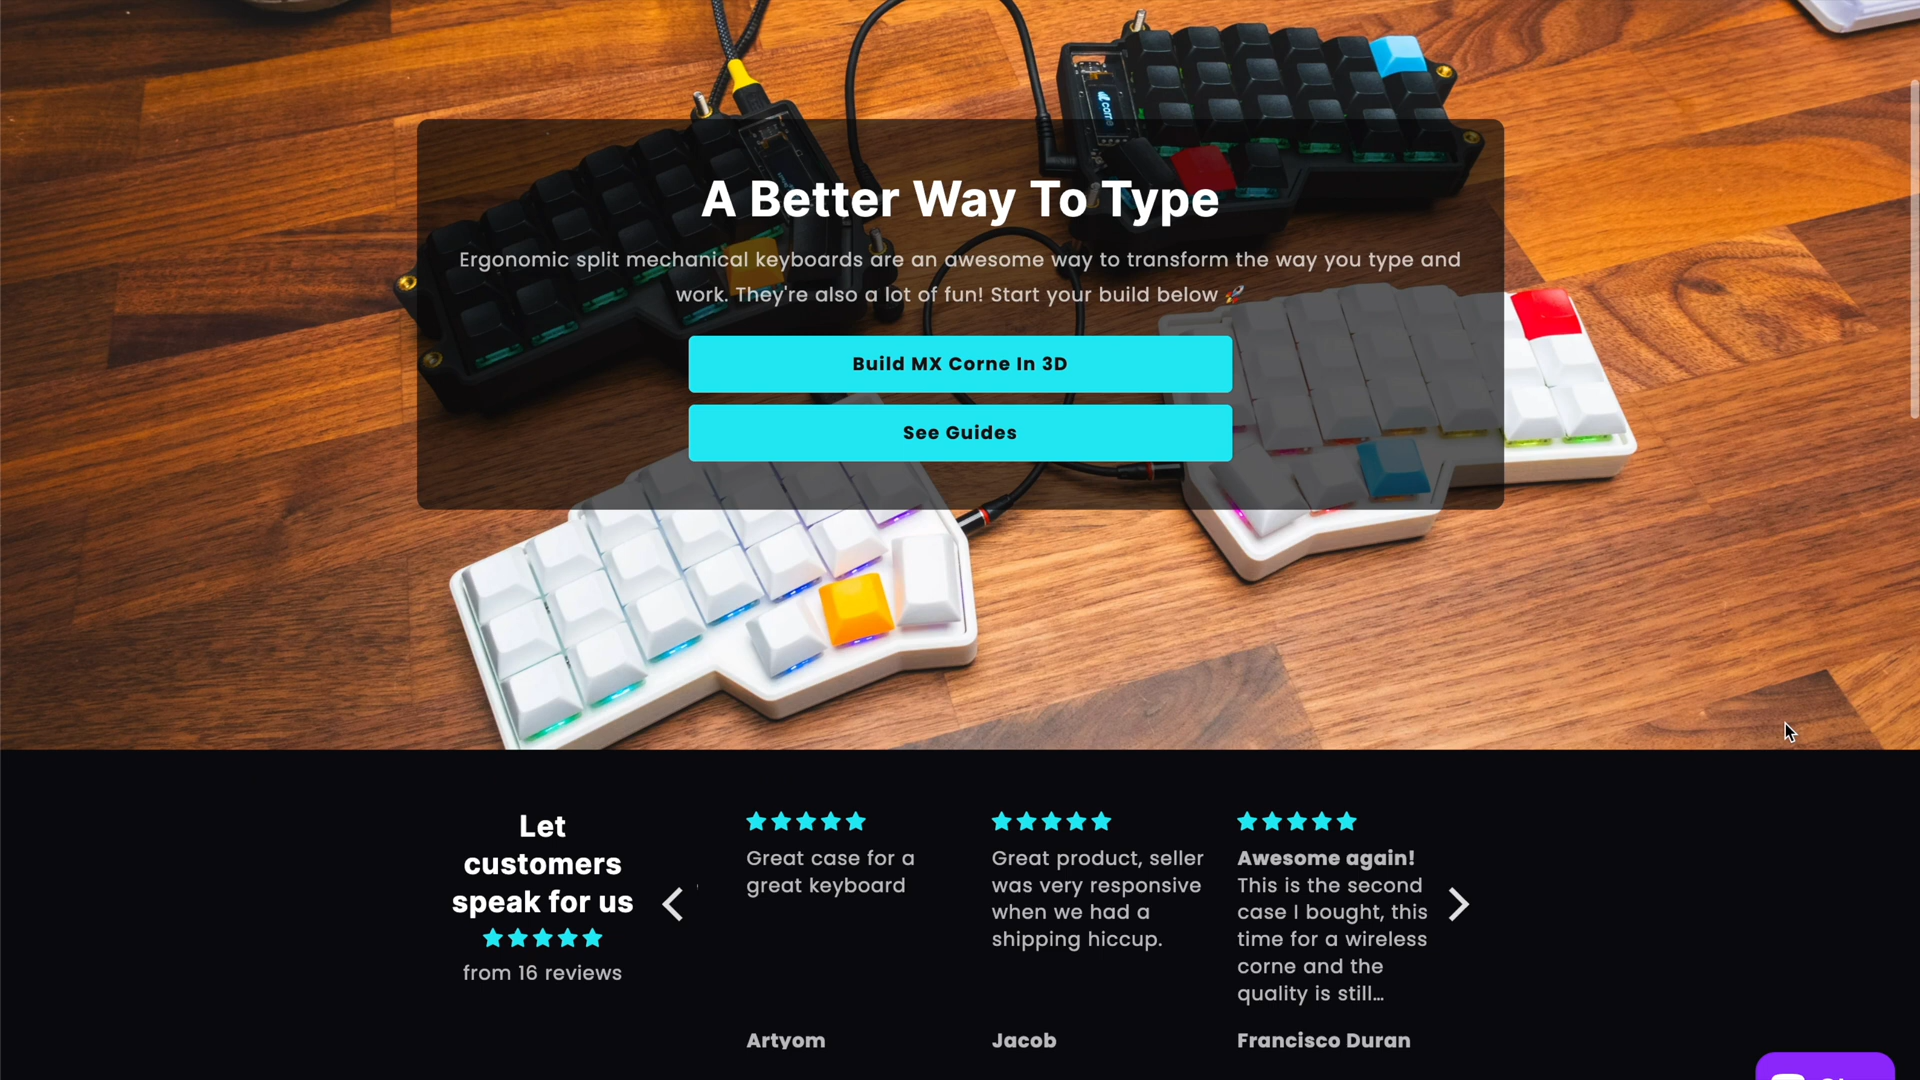 A Better Way To Type
Ergonomic split mechanical keyboards are an awesome way to transform the way you type and
work. They're also a lot of fun! Start your build below 🚀
Build MX Corne In 3D
See Guides
Let
customers
speak for us
from 16 reviews
Great case for a
great keyboard
Artyom
Great product, seller
was very responsive
when we had a
shipping hiccup.
Jacob
Awesome again!
This is the second
case I bought, this
time for a wireless
corne and the
quality is still...
Francisco Duran